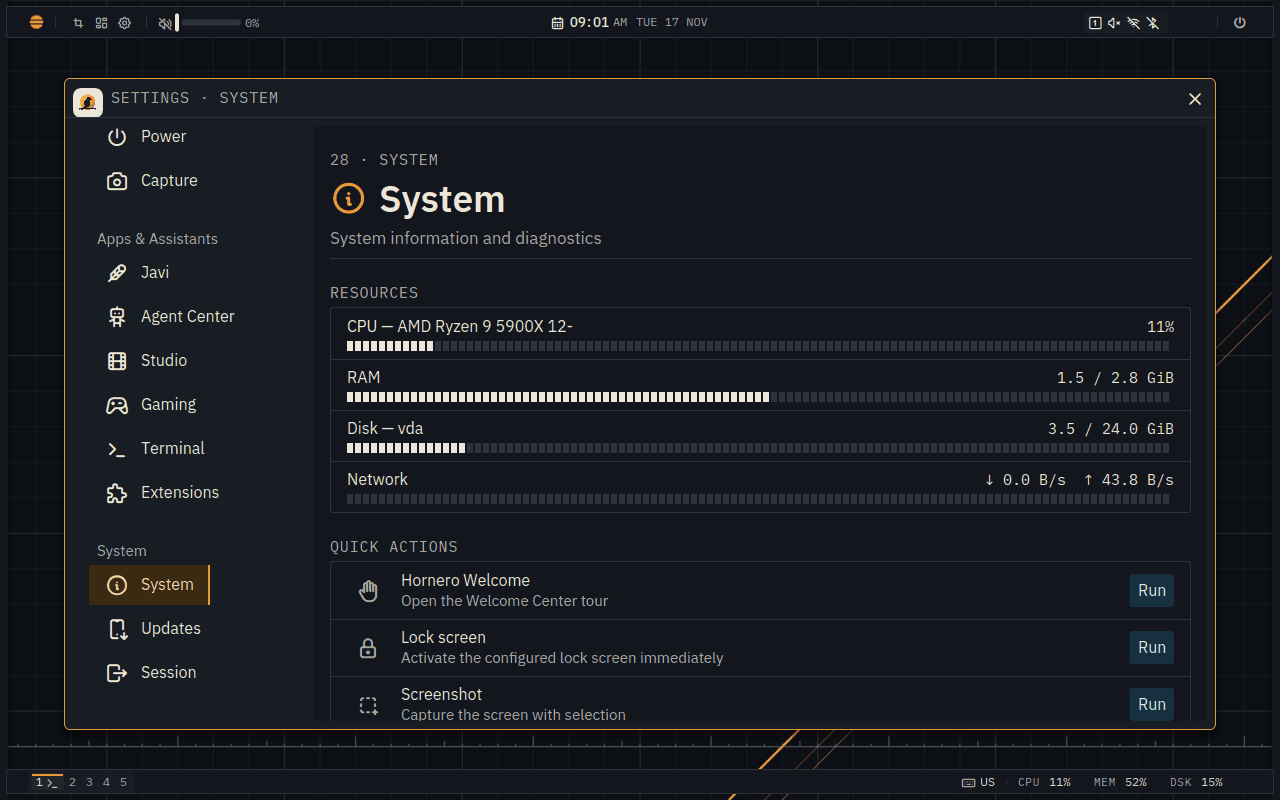 0%
09:01 AM TUE 17 NOV
1
SETTINGS · SYSTEM
Power
Capture
Apps & Assistants
Javi
Agent Center
Studio
Gaming
Terminal
Extensions
System
System
Updates
Session
28 · SYSTEM
System
System information and diagnostics
RESOURCES
CPU — AMD Ryzen 9 5900X 12- 11%
RAM 1.5 / 2.8 GiB
Disk — vda 3.5 / 24.0 GiB
Network ↓ 0.0 B/s ↑ 43.8 B/s
QUICK ACTIONS
Hornero Welcome
Open the Welcome Center tour
Run
Lock screen
Activate the configured lock screen immediately
Run
Screenshot
Capture the screen with selection
Run
1 2 3 4 5
US CPU 11% MEM 52% DSK 15%